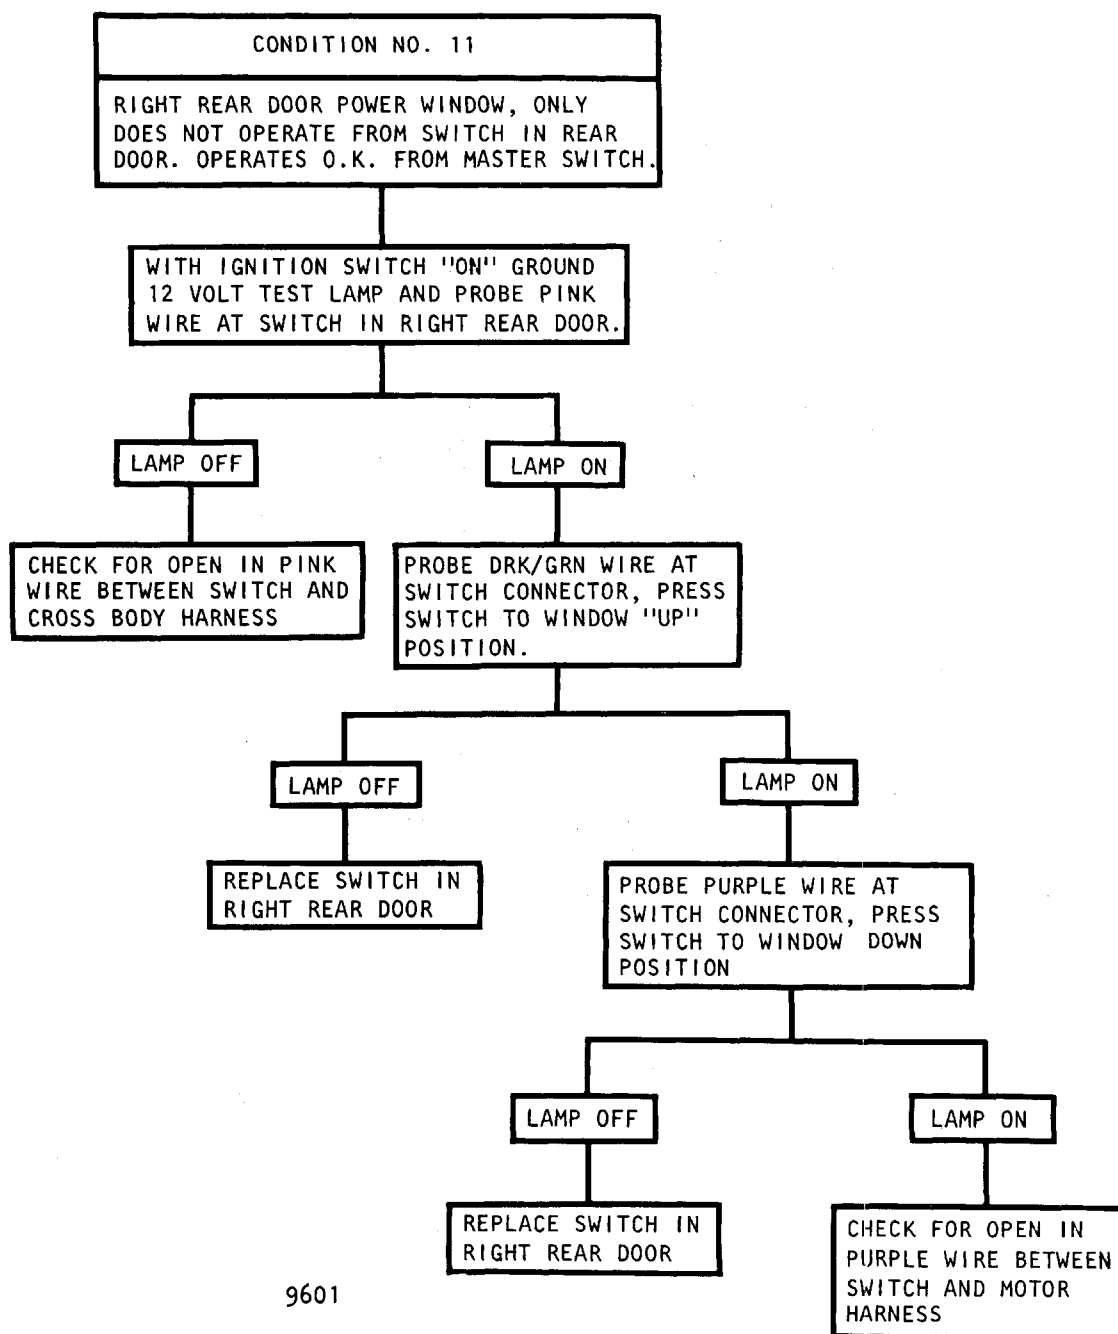 CONDITION NO. 11
RIGHT REAR DOOR POWER WINDOW, ONLY
DOES NOT OPERATE FROM SWITCH IN REAR
DOOR. OPERATES O.K. FROM MASTER SWITCH.
WITH IGNITION SWITCH "ON" GROUND
12 VOLT TEST LAMP AND PROBE PINK
WIRE AT SWITCH IN RIGHT REAR DOOR.
LAMP OFF
LAMP ON
CHECK FOR OPEN IN PINK
WIRE BETWEEN SWITCH AND
CROSS BODY HARNESS
PROBE DRK/GRN WIRE AT
SWITCH CONNECTOR, PRESS
SWITCH TO WINDOW "UP"
POSITION.
LAMP OFF
LAMP ON
REPLACE SWITCH IN
RIGHT REAR DOOR
PROBE PURPLE WIRE AT
SWITCH CONNECTOR, PRESS
SWITCH TO WINDOW DOWN
POSITION
LAMP OFF
LAMP ON
REPLACE SWITCH IN
RIGHT REAR DOOR
CHECK FOR OPEN IN
PURPLE WIRE BETWEEN
SWITCH AND MOTOR
HARNESS
9601